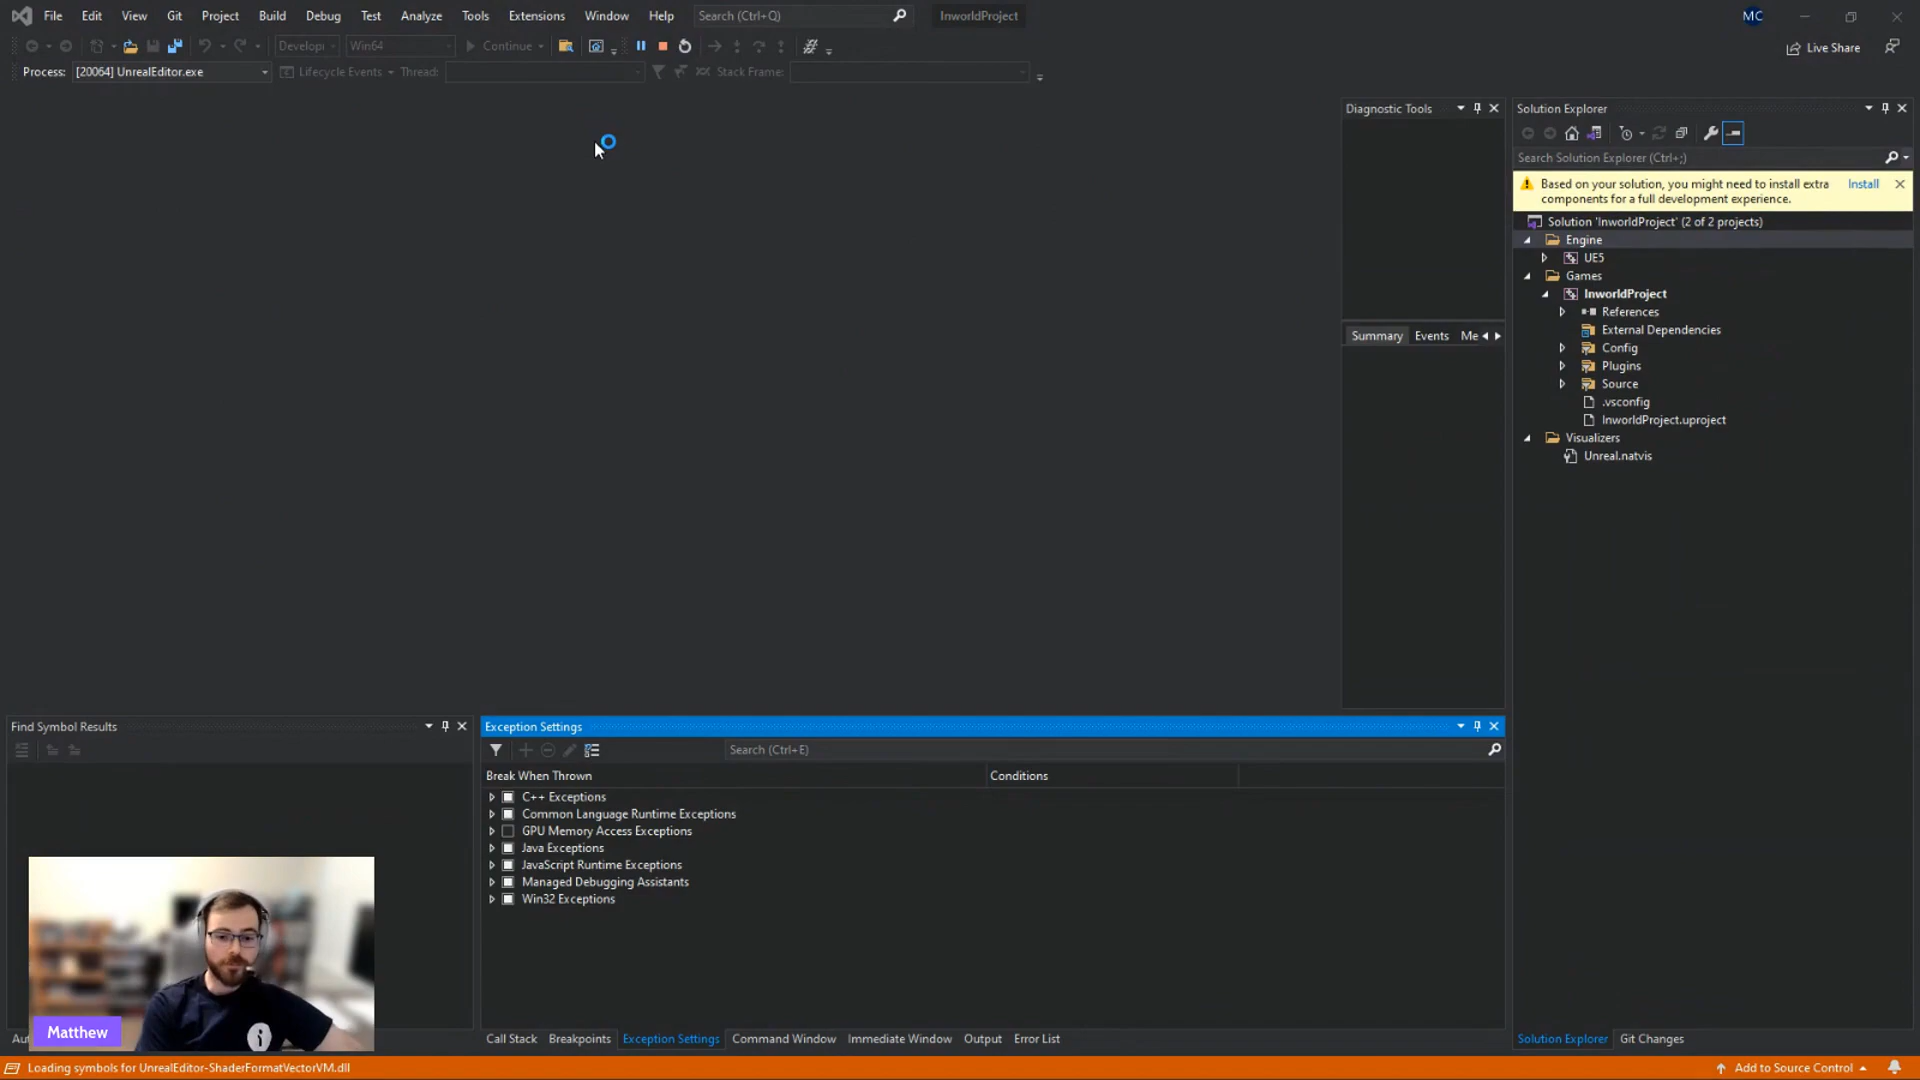 File Edit View Git Project Build Debug Test Analyze Tools Extensions Window Help Search (Ctrl+Q) InworldProject MC
Developi Win64 Continue Live Share
Process: [20064] UnrealEditor.exe Lifecycle Events Thread: Stack Frame:
Diagnostic Tools
Summary Events Me
Solution Explorer
Search Solution Explorer (Ctrl+;)
Based on your solution, you might need to install extra Install
components for a full development experience.
Solution 'InworldProject' (2 of 2 projects)
Engine
UE5
Games
InworldProject
References
External Dependencies
Config
Plugins
Source
.vsconfig
InworldProject.uproject
Visualizers
Unreal.natvis
Find Symbol Results
Exception Settings
Search (Ctrl+E)
Break When Thrown Conditions
C++ Exceptions
Common Language Runtime Exceptions
GPU Memory Access Exceptions
Java Exceptions
JavaScript Runtime Exceptions
Managed Debugging Assistants
Win32 Exceptions
Matthew
Call Stack Breakpoints Exception Settings Command Window Immediate Window Output Error List
Solution Explorer Git Changes
Loading symbols for UnrealEditor-ShaderFormatVectorVM.dll Add to Source Control